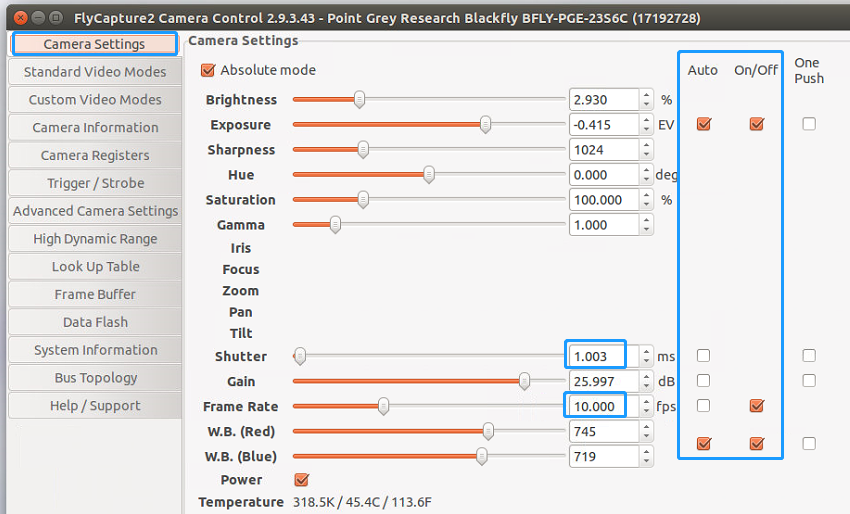 FlyCapture2 Camera Control 2.9.3.43 - Point Grey Research Blackfly BFLY-PGE-23S6C (17192728)
Camera Settings
Standard Video Modes
Custom Video Modes
Camera Information
Camera Registers
Trigger / Strobe
Advanced Camera Settings
High Dynamic Range
Look Up Table
Frame Buffer
Data Flash
System Information
Bus Topology
Help / Support
Camera Settings
Absolute mode
Auto On/Off One Push
Brightness 2.930 %
Exposure -0.415 EV
Sharpness 1024
Hue 0.000 deg
Saturation 100.000 %
Gamma 1.000
Iris
Focus
Zoom
Pan
Tilt
Shutter 1.003 ms
Gain 25.997 dB
Frame Rate 10.000 fps
W.B. (Red) 745
W.B. (Blue) 719
Power
Temperature 318.5K / 45.4C / 113.6F